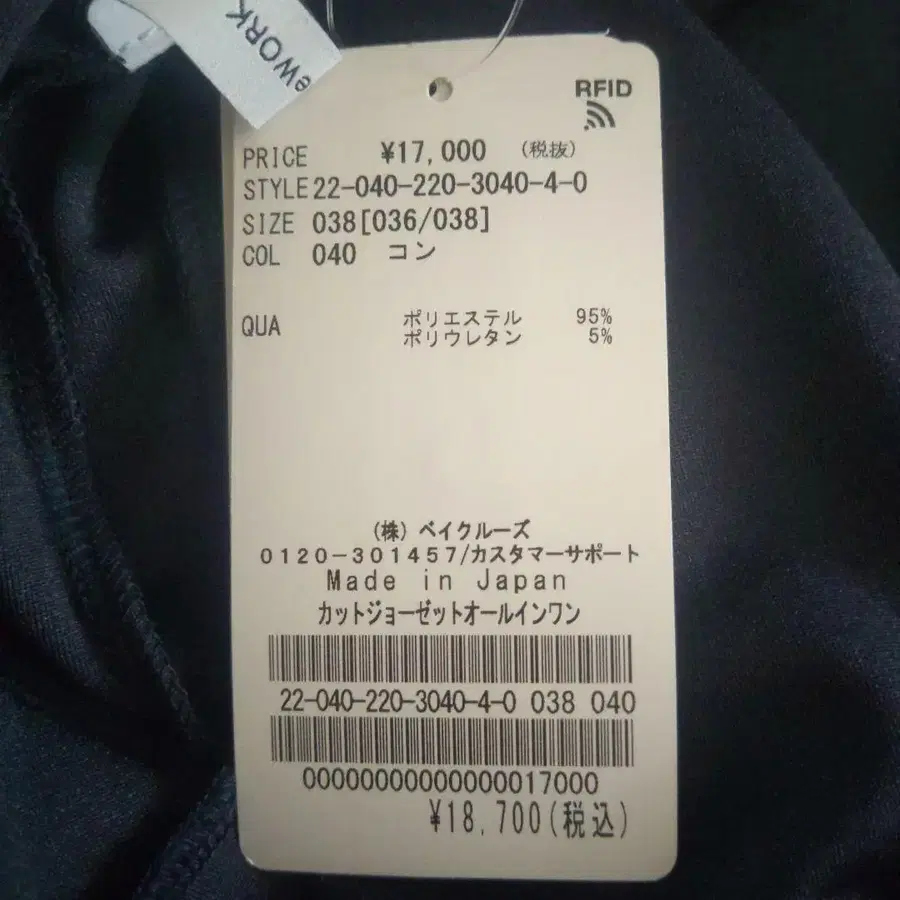 eWORK
RFID
PRICE ¥17,000 (税抜)
STYLE 22-040-220-3040-4-0
SIZE 038[036/038]
COL 040 コン
QUA ポリエステル 95%
ポリウレタン 5%
(株) ベイクルーズ
0120-301457/カスタマーサポート
Made in Japan
カットジョーゼットオールインワン
22-040-220-3040-4-0 038 040
00000000000000017000
¥18,700(税込)